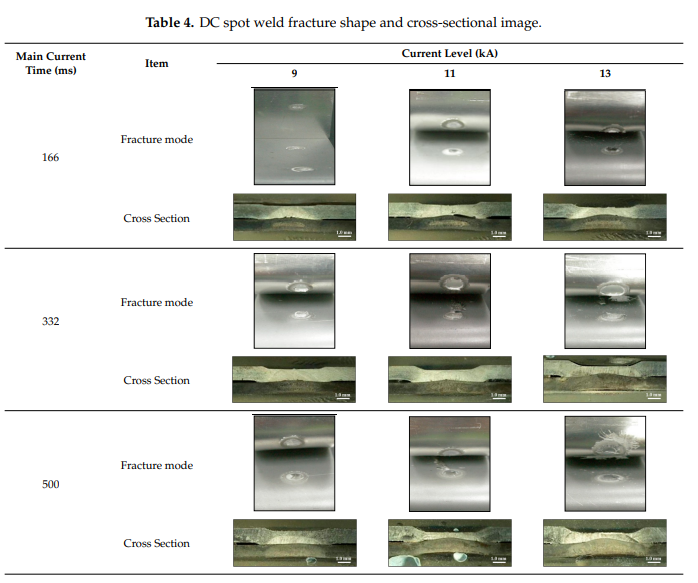 Table 4. DC spot weld fracture shape and cross-sectional image.
Main Current Time (ms) Item Current Level (kA)
9 11 13
166 Fracture mode
Cross Section
1.0 mm 1.0 mm 1.0 mm
332 Fracture mode
Cross Section
1.0 mm 1.0 mm 1.0 mm
500 Fracture mode
Cross Section
1.0 mm 1.0 mm 1.0 mm